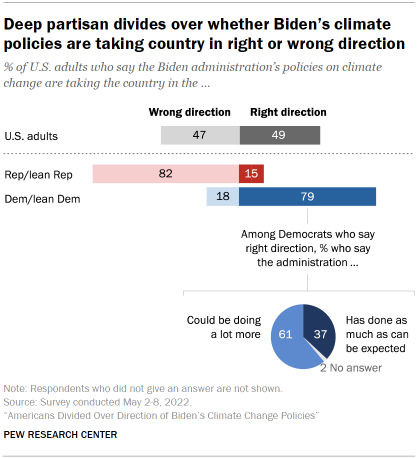 Deep partisan divides over whether Biden's climate
policies are taking country in right or wrong direction
% of U.S. adults who say the Biden administration's policies on climate
change are taking the country in the ...
Wrong direction Right direction
U.S. adults 47 49
Rep/lean Rep 82 15
Dem/lean Dem 18 79
Among Democrats who say
right direction, % who say
the administration ...
Could be doing
a lot more
61 37
Has done as
much as can
be expected
2 No answer
Note: Respondents who did not give an answer are not shown.
Source: Survey conducted May 2-8, 2022.
"Americans Divided Over Direction of Biden's Climate Change Policies"
PEW RESEARCH CENTER